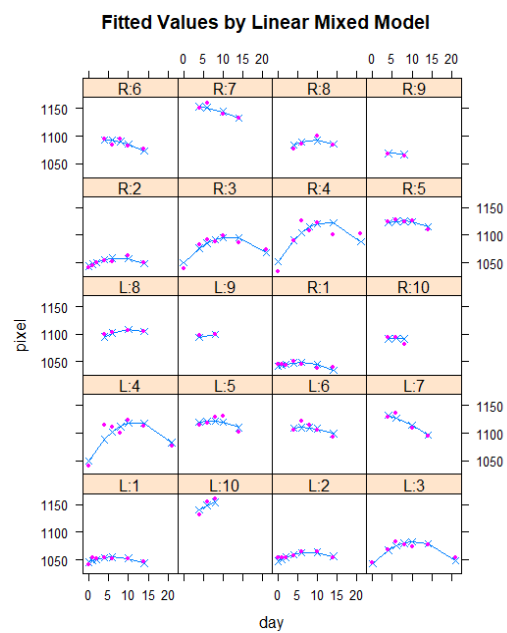 Fitted Values by Linear Mixed Model
0 5 10 15 20 0 5 10 15 20
R:6 R:7 R:8 R:9
1150
1100
1050
R:2 R:3 R:4 R:5
1150
1100
1050
L:8 L:9 R:1 R:10
1150
1100
1050
L:4 L:5 L:6 L:7
1150
1100
1050
L:1 L:10 L:2 L:3
1150
1100
1050
0 5 10 15 20 0 5 10 15 20
pixel
day